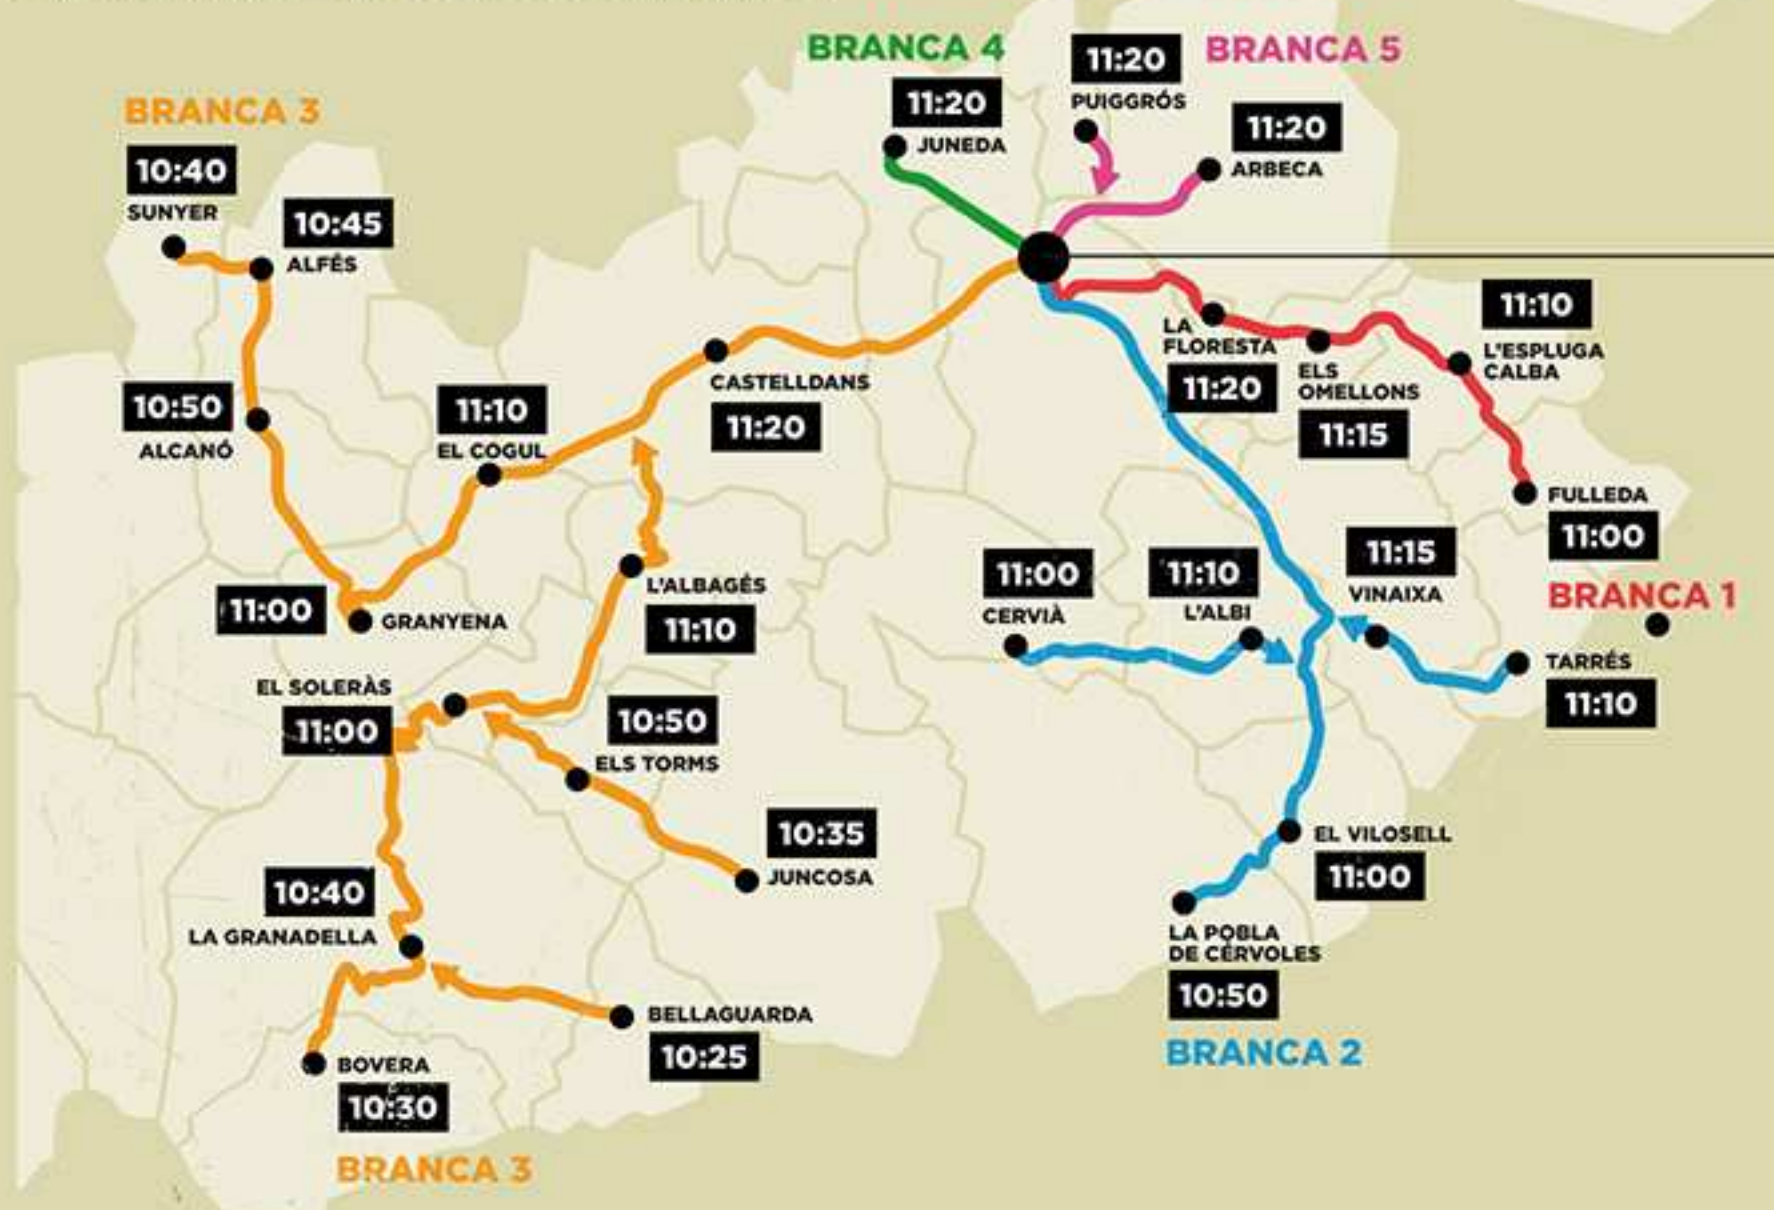 BRANCA 4
11:20
JUNEDA
11:20
PUIGGRÓS
BRANCA 5
11:20
ARBECA
BRANCA 3
10:40
SUNYER
10:45
ALFÉS
10:50
ALCANÓ
11:10
EL COGUL
CASTELLDANS
11:20
11:00
GRANYENA
L'ALBAGÉS
11:10
EL SOLERÀS
11:00
10:50
ELS TORMS
10:35
JUNCOSA
10:40
LA GRANADELLA
BELLAGUARDA
10:25
BOVERA
10:30
BRANCA 3
LA
FLORESTA
11:20
ELS
OMELLONS
11:15
11:10
L'ESPLUGA
CALBA
FULLEDA
11:00
BRANCA 1
11:00
CERVIÀ
11:10
L'ALBI
11:15
VINAIXA
TARRÉS
11:10
EL VILOSELL
11:00
LA POBLA
DE CÉRVOLES
10:50
BRANCA 2